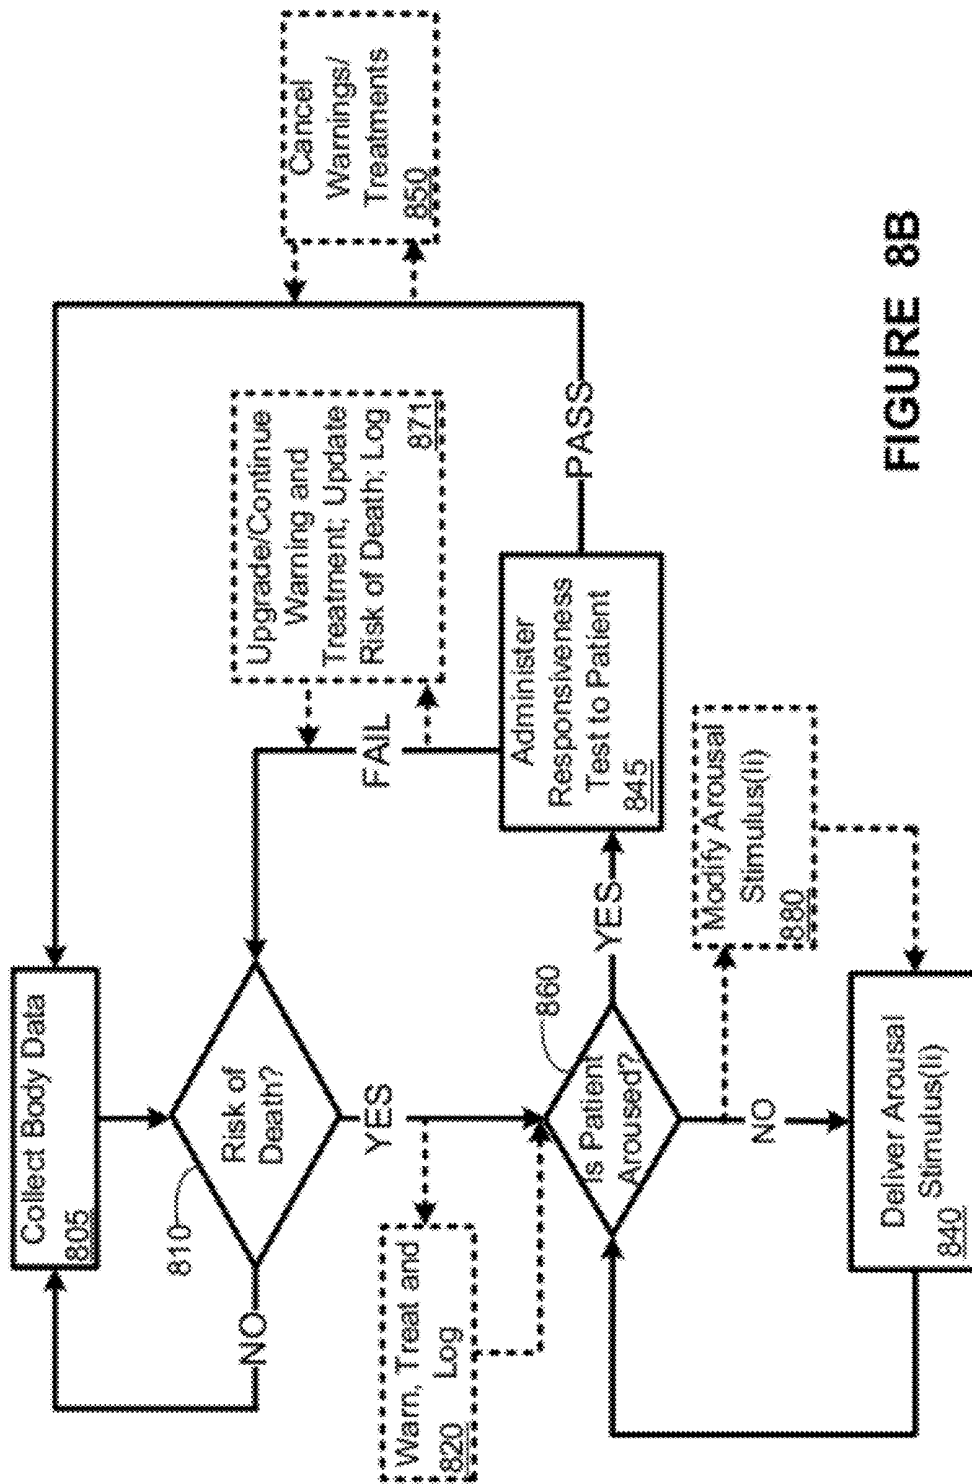 Collect Body Data
805
810
Risk of
Death?
NO
YES
Warn, Treat and
820 Log
860
Is Patient
Aroused?
YES
NO
Modify Arousal
Stimulus(li)
880
Deliver Arousal
Stimulus(li)
840
Administer
Responsiveness
Test to Patient
845
FAIL
PASS
Upgrade/Continue
Warning and
Treatment; Update
Risk of Death; Log
871
Cancel
Warnings/
Treatments
850
FIGURE 8B